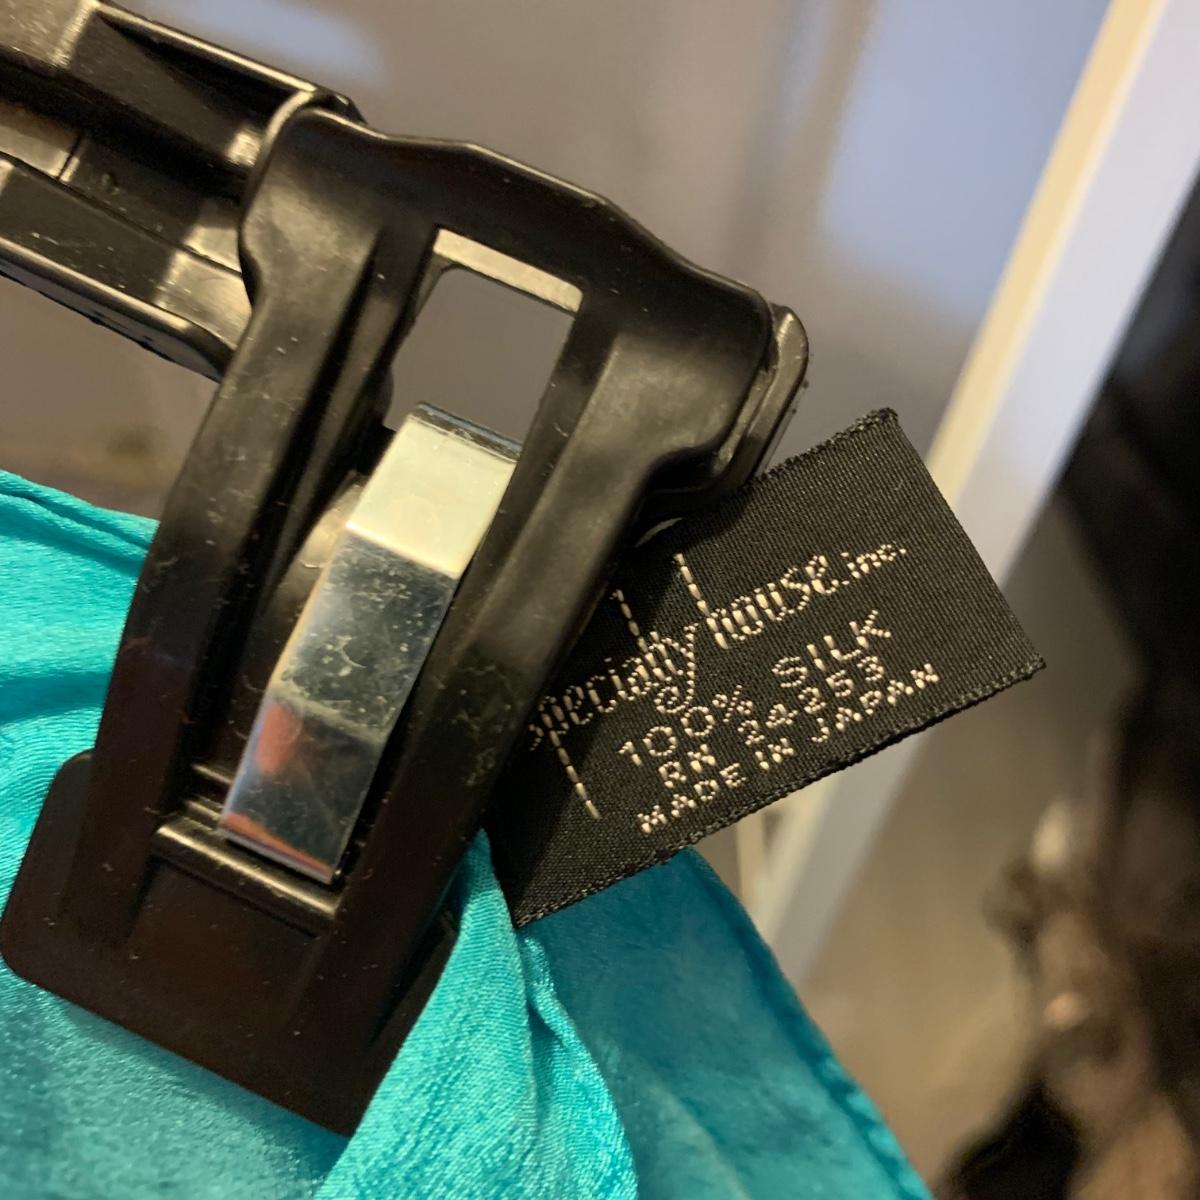 specialty house.inc.
100% SILK
RN 24253
MADE IN JAPAN